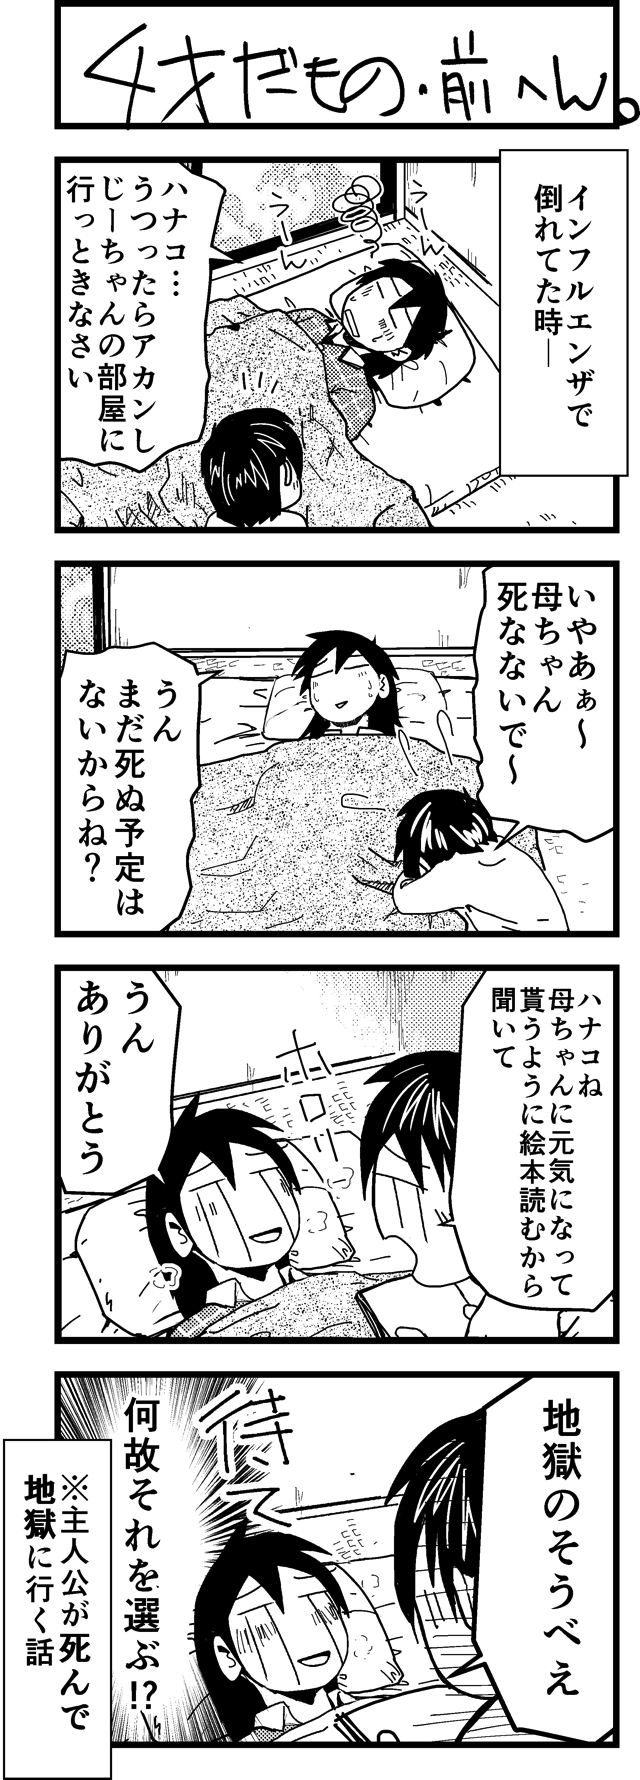 4才だもの・前へん。
インフルエンザで
倒れてた時―
うーん
うーん
ハナコ…
うつったらアカンし
じーちゃんの部屋に
行っときなさい
いやあぁ～
母ちゃん
死なないで～
うん
まだ死ぬ予定は
ないからね?
ハナコね
母ちゃんに元気になって
貰うように絵本読むから
聞いて
ホロリ
うん
ありがとう
地獄のそうべえ
待て
何故それを選ぶ!?
※主人公が死んで
地獄に行く話